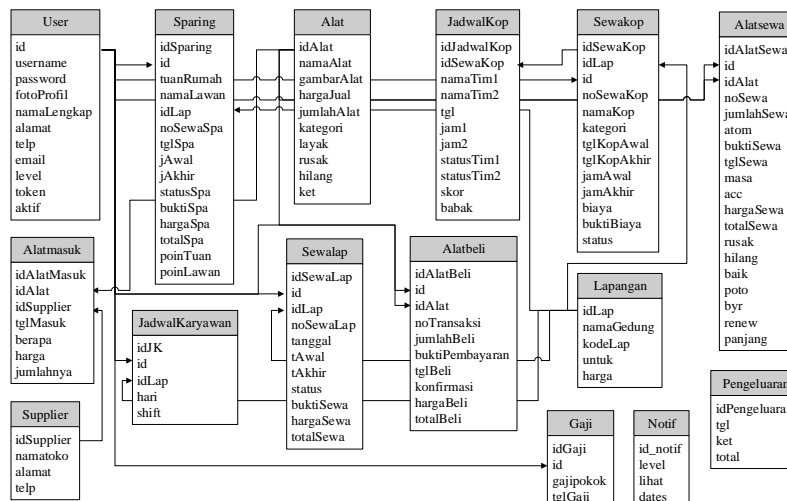 User
id
username
password
fotoProfil
namaLengkap
alamat
telp
email
level
token
aktif
Sparing
idSparing
id
tuanRumah
namaLawan
idLap
noSewaSpa
tglSpa
jAwal
jAkhir
statusSpa
buktiSpa
hargaSpa
totalSpa
poinTuan
poinLawan
Alat
idAlat
namaAlat
gambarAlat
hargaJual
jumlahAlat
kategori
layak
rusak
hilang
ket
JadwalKop
idJadwalKop
idSewaKop
namaTim1
namaTim2
tgl
jam1
jam2
statusTim1
statusTim2
skor
babak
Sewakop
idSewaKop
idLap
id
noSewaKop
namaKop
kategori
tglKopAwal
tglKopAkhir
jamAwal
jamAkhir
biaya
buktiBiaya
status
Alatsewa
idAlatSewa
id
idAlat
noSewa
jumlahSewa
atom
buktiSewa
tglSewa
masa
acc
hargaSewa
totalSewa
rusak
hilang
baik
poto
byr
renew
panjang
Alatmasuk
idAlatMasuk
idAlat
idSupplier
tglMasuk
berapa
harga
jumlahnya
JadwalKaryawan
idJK
id
idLap
hari
shift
Sewalap
idSewaLap
id
idLap
noSewaLap
tanggal
tAwal
tAkhir
status
buktiSewa
hargaSewa
totalSewa
Alatbeli
idAlatBeli
id
idAlat
noTransaksi
jumlahBeli
buktiPembayaran
tglBeli
konfirmasi
hargaBeli
totalBeli
Lapangan
idLap
namaGedung
kodeLap
untuk
harga
Pengeluaran
idPengeluara
tgl
ket
total
Supplier
idSupplier
namatoko
alamat
telp
Gaji
idGaji
id
gajipokok
tglGaji
Notif
id_notif
level
lihat
dates